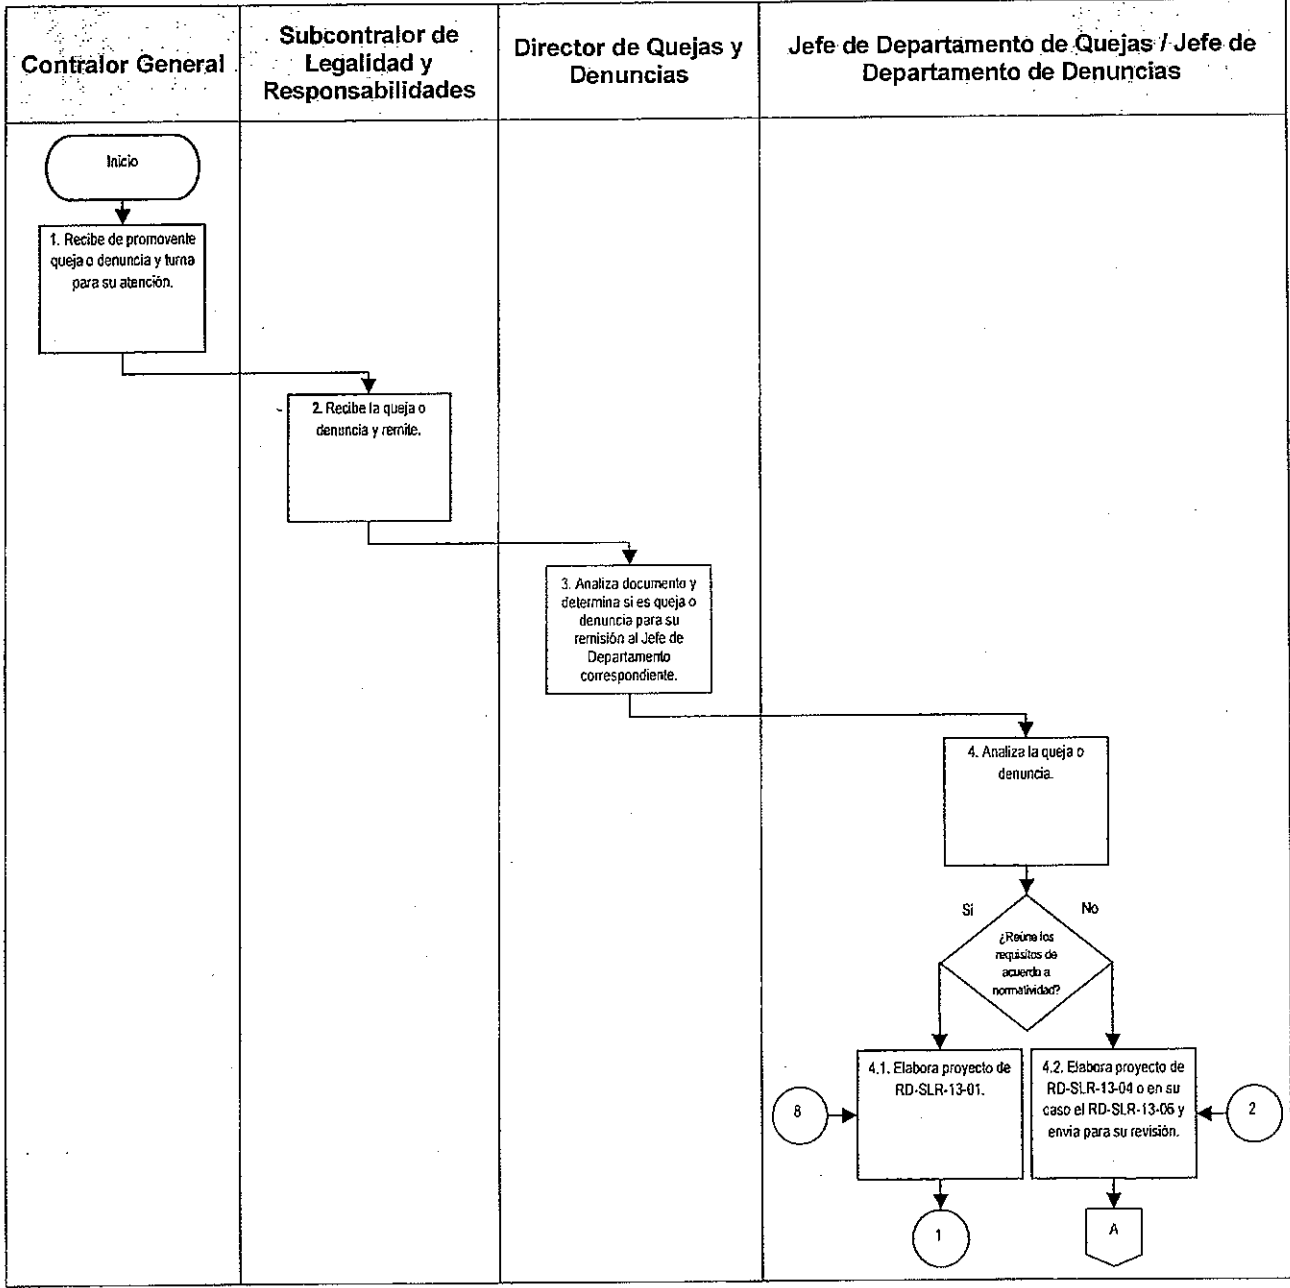 Contralor General
Subcontralor de
Legalidad y
Responsabilidades
Director de Quejas y
Denuncias
Jefe de Departamento de Quejas / Jefe de
Departamento de Denuncias
Inicio
1. Recibe de promovente
queja o denuncia y turna
para su atención.
2. Recibe la queja o
denuncia y remite.
3. Analiza documento y
determina si es queja o
denuncia para su
remisión al Jefe de
Departamento
correspondiente.
4. Analiza la queja o
denuncia.
Si
No
¿Reúne los
requisitos de
acuerdo a
normatividad?
4.1. Elabora proyecto de
RD-SLR-13-01.
4.2. Elabora proyecto de
RD-SLR-13-04 o en su
caso el RD-SLR-13-06 y
envia para su revisión.
8
2
1
A